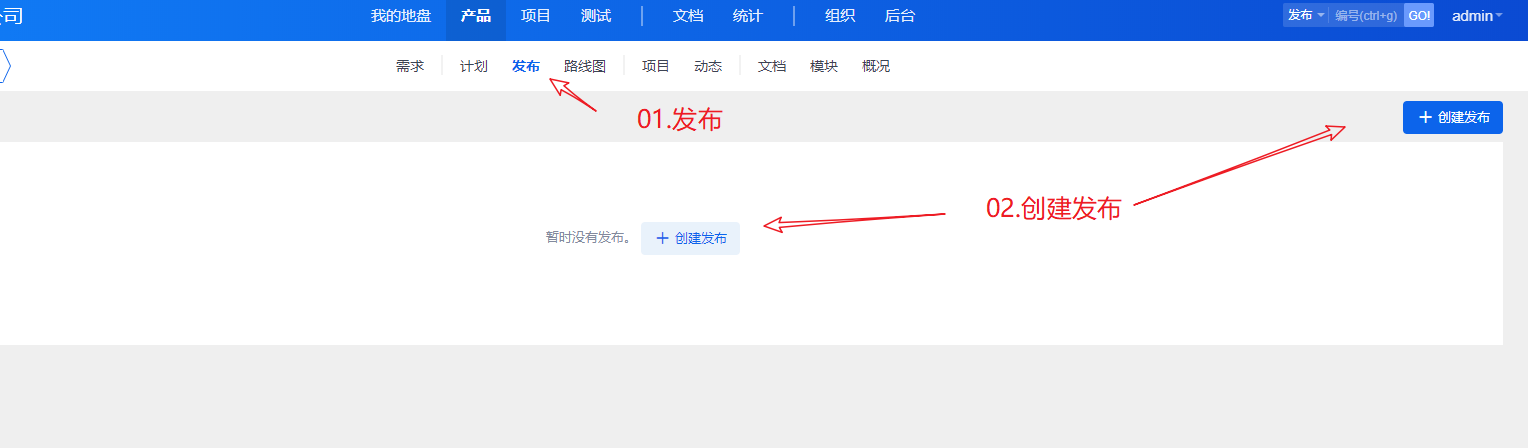 公司 我的地盘 产品 项目 测试 文档 统计 组织 后台 发布 编号(ctrl+g) GO! admin
需求 计划 发布 路线图 项目 动态 文档 模块 概况
01.发布
+ 创建发布
02.创建发布
暂时没有发布。 + 创建发布